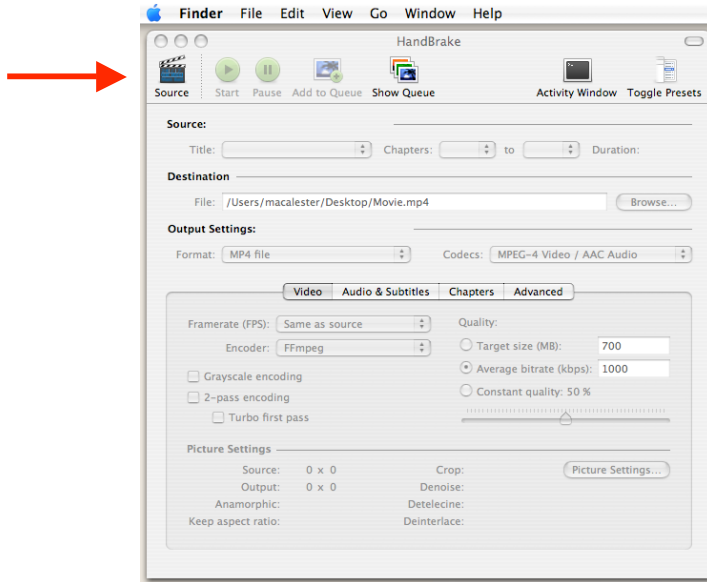 Finder File Edit View Go Window Help
HandBrake
Source Start Pause Add to Queue Show Queue Activity Window Toggle Presets
Source:
Title: Chapters: to Duration:
Destination
File: /Users/macalester/Desktop/Movie.mp4 Browse...
Output Settings:
Format: MP4 file Codecs: MPEG-4 Video / AAC Audio
Video Audio & Subtitles Chapters Advanced
Framerate (FPS): Same as source Quality:
Encoder: FFmpeg Target size (MB): 700
Average bitrate (kbps): 1000
Grayscale encoding
Constant quality: 50 %
2-pass encoding
Turbo first pass
Picture Settings
Source: 0 x 0 Crop: Picture Settings...
Output: 0 x 0 Denoise:
Anamorphic: Detelecine:
Keep aspect ratio: Deinterlace: